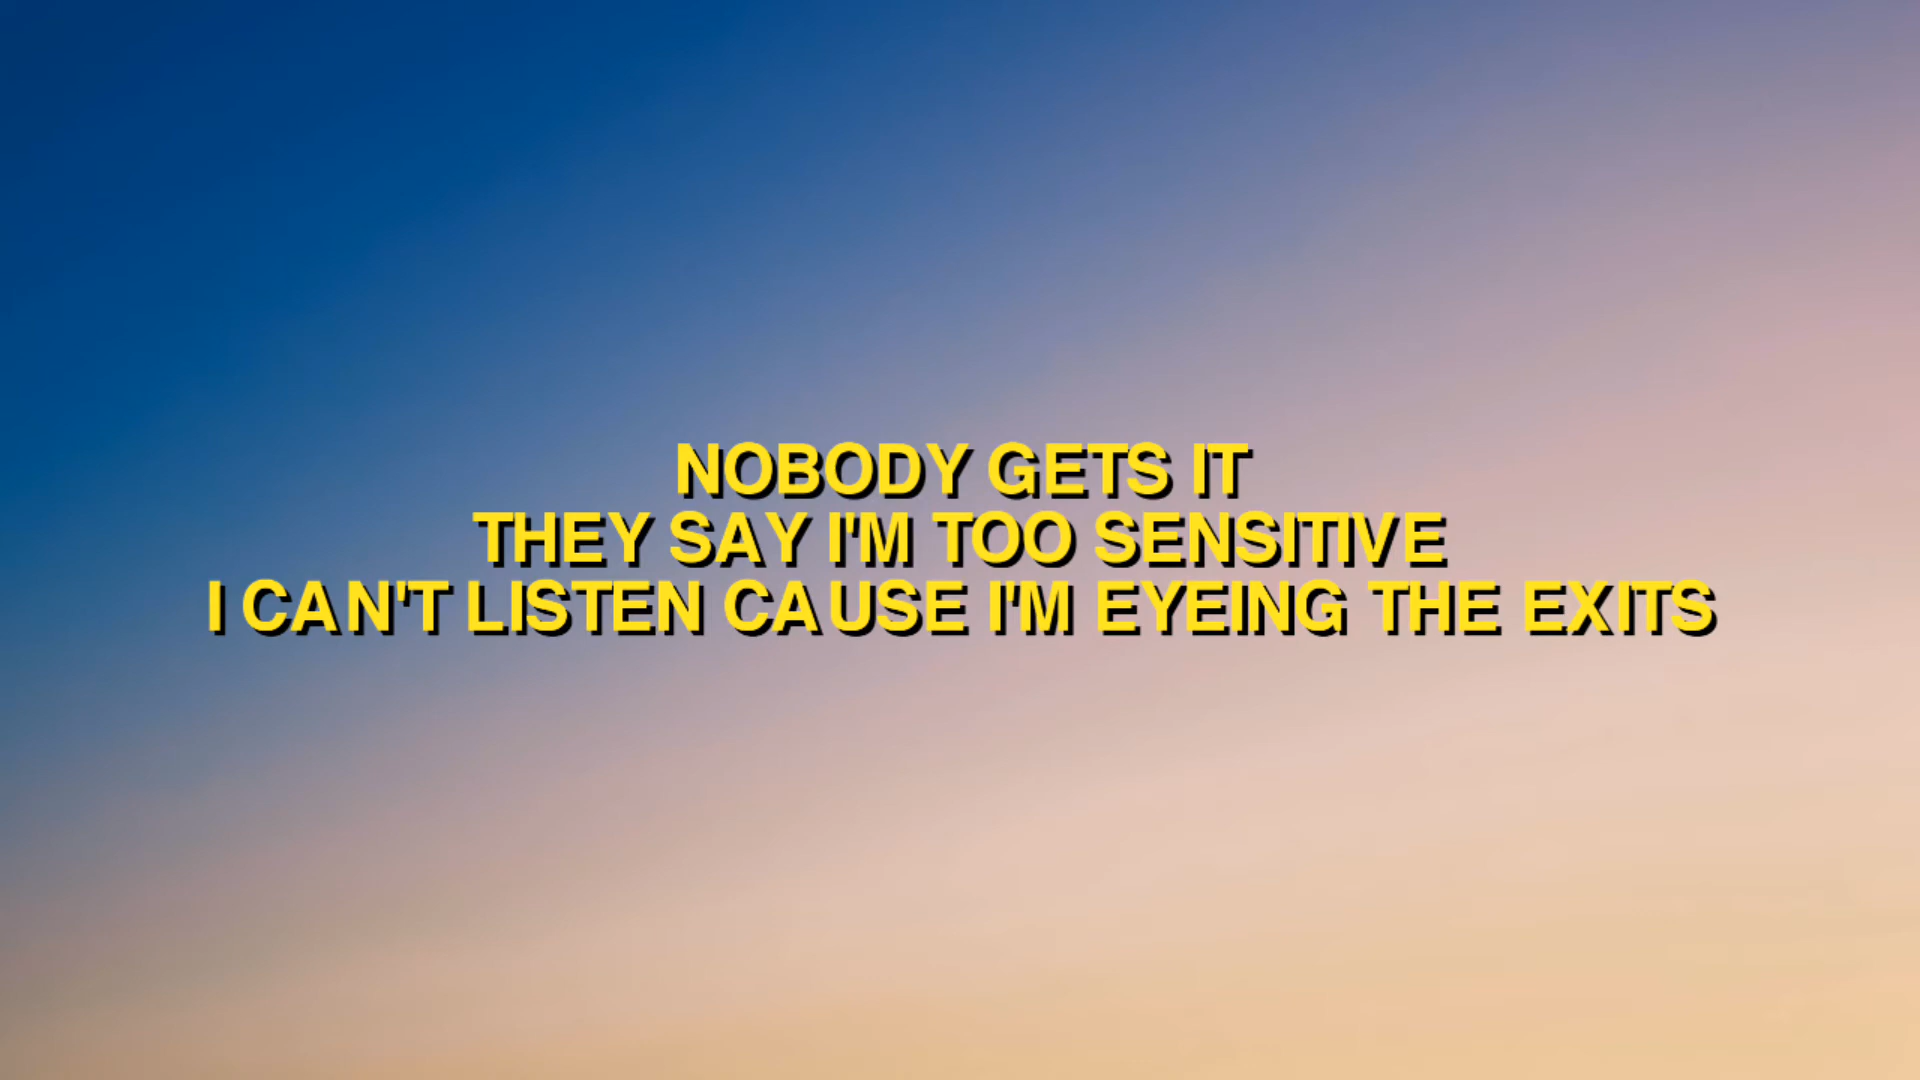 NOBODY GETS IT
THEY SAY I'M TOO SENSITIVE
I CAN'T LISTEN CAUSE I'M EYEING THE EXITS